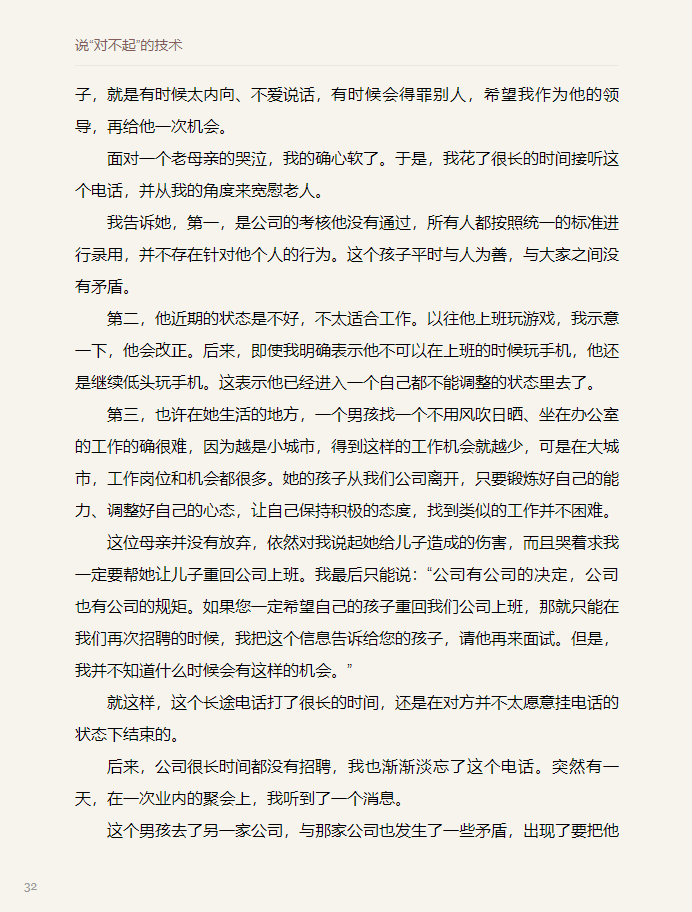 说“对不起”的技术
子，就是有时候太内向、不爱说话，有时候会得罪别人，希望我作为他的领
导，再给他一次机会。
面对一个老母亲的哭泣，我的确心软了。于是，我花了很长的时间接听这
个电话，并从我的角度来宽慰老人。
我告诉她，第一，是公司的考核他没有通过，所有人都按照统一的标准进
行录用，并不存在针对他个人的行为。这个孩子平时与人为善，与大家之间没
有矛盾。
第二，他近期的状态是不好，不太适合工作。以往他上班玩游戏，我示意
一下，他会改正。后来，即使我明确表示他不可以在上班的时候玩手机，他还
是继续低头玩手机。这表示他已经进入一个自己都不能调整的状态里去了。
第三，也许在她生活的地方，一个男孩找一个不用风吹日晒、坐在办公室
的工作的确很难，因为越是小城市，得到这样的工作机会就越少，可是在大城
市，工作岗位和机会都很多。她的孩子从我们公司离开，只要锻炼好自己的能
力、调整好自己的心态，让自己保持积极的态度，找到类似的工作并不困难。
这位母亲并没有放弃，依然对我说起她给儿子造成的伤害，而且哭着求我
一定要帮她让儿子重回公司上班。我最后只能说：“公司有公司的决定，公司
也有公司的规矩。如果您一定希望自己的孩子重回我们公司上班，那就只能在
我们再次招聘的时候，我把这个信息告诉给您的孩子，请他再来面试。但是，
我并不知道什么时候会有这样的机会。”
就这样，这个长途电话打了很长的时间，还是在对方并不太愿意挂电话的
状态下结束的。
后来，公司很长时间都没有招聘，我也渐渐淡忘了这个电话。突然有一
天，在一次业内的聚会上，我听到了一个消息。
这个男孩去了另一家公司，与那家公司也发生了一些矛盾，出现了要把他
32